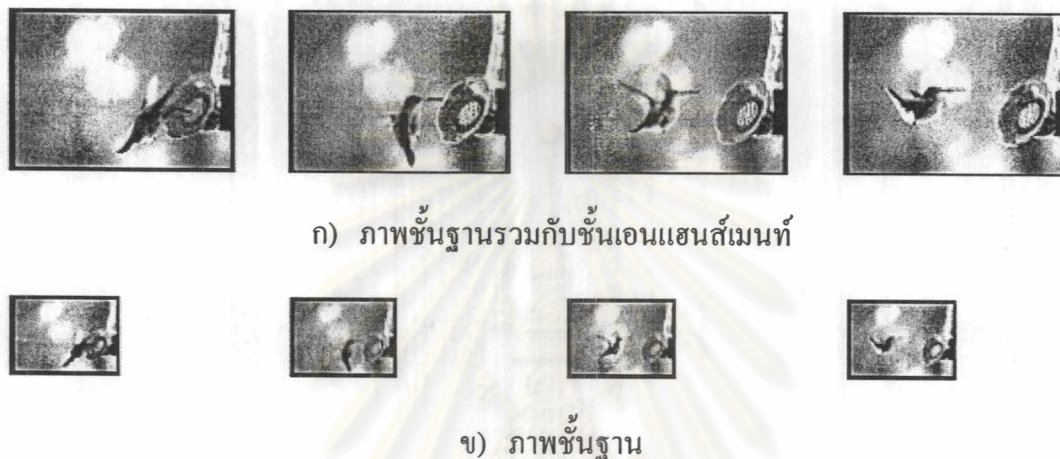 ก) ภาพชั้นฐานรวมกับชั้นเอนแฮนส์เมนท์
ข) ภาพชั้นฐาน